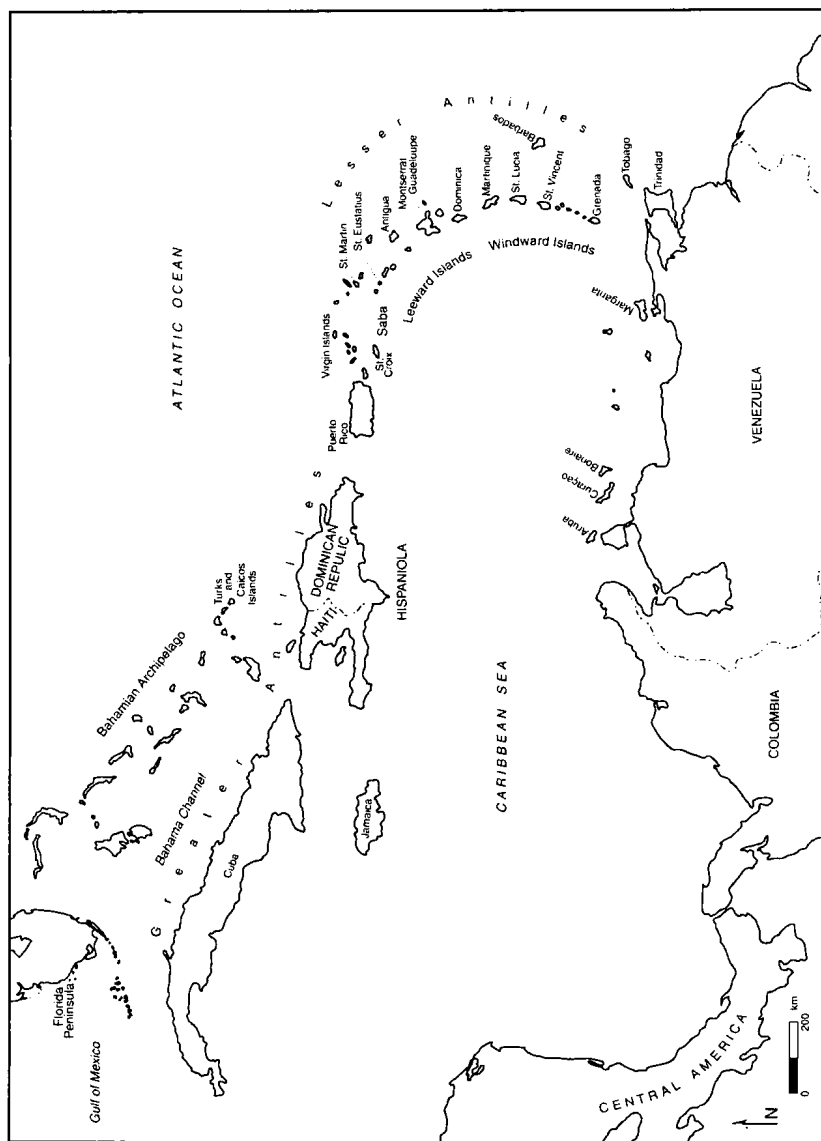 ATLANTIC OCEAN
Gulf of Mexico
Florida
Peninsula
Bahamian Archipelago
Bahama Channel
Turks
and
Caicos
Islands
Greater Antilles
Cuba
Jamaica
HAITI
DOMINICAN
REPULIC
HISPANIOLA
Puerto
Rico
Virgin Islands
St.
Croix
Saba
St. Martin
St. Eustatius
Antigua
Montserrat
Guadeloupe
Dominica
Martinique
St. Lucia
St. Vincent
Barbados
Grenada
Tobago
Trinidad
Lesser Antilles
Leeward Islands
Windward Islands
CARIBBEAN SEA
Aruba
Curaçao
Bonaire
Margarita
VENEZUELA
COLOMBIA
CENTRAL AMERICA
N
0
200
km